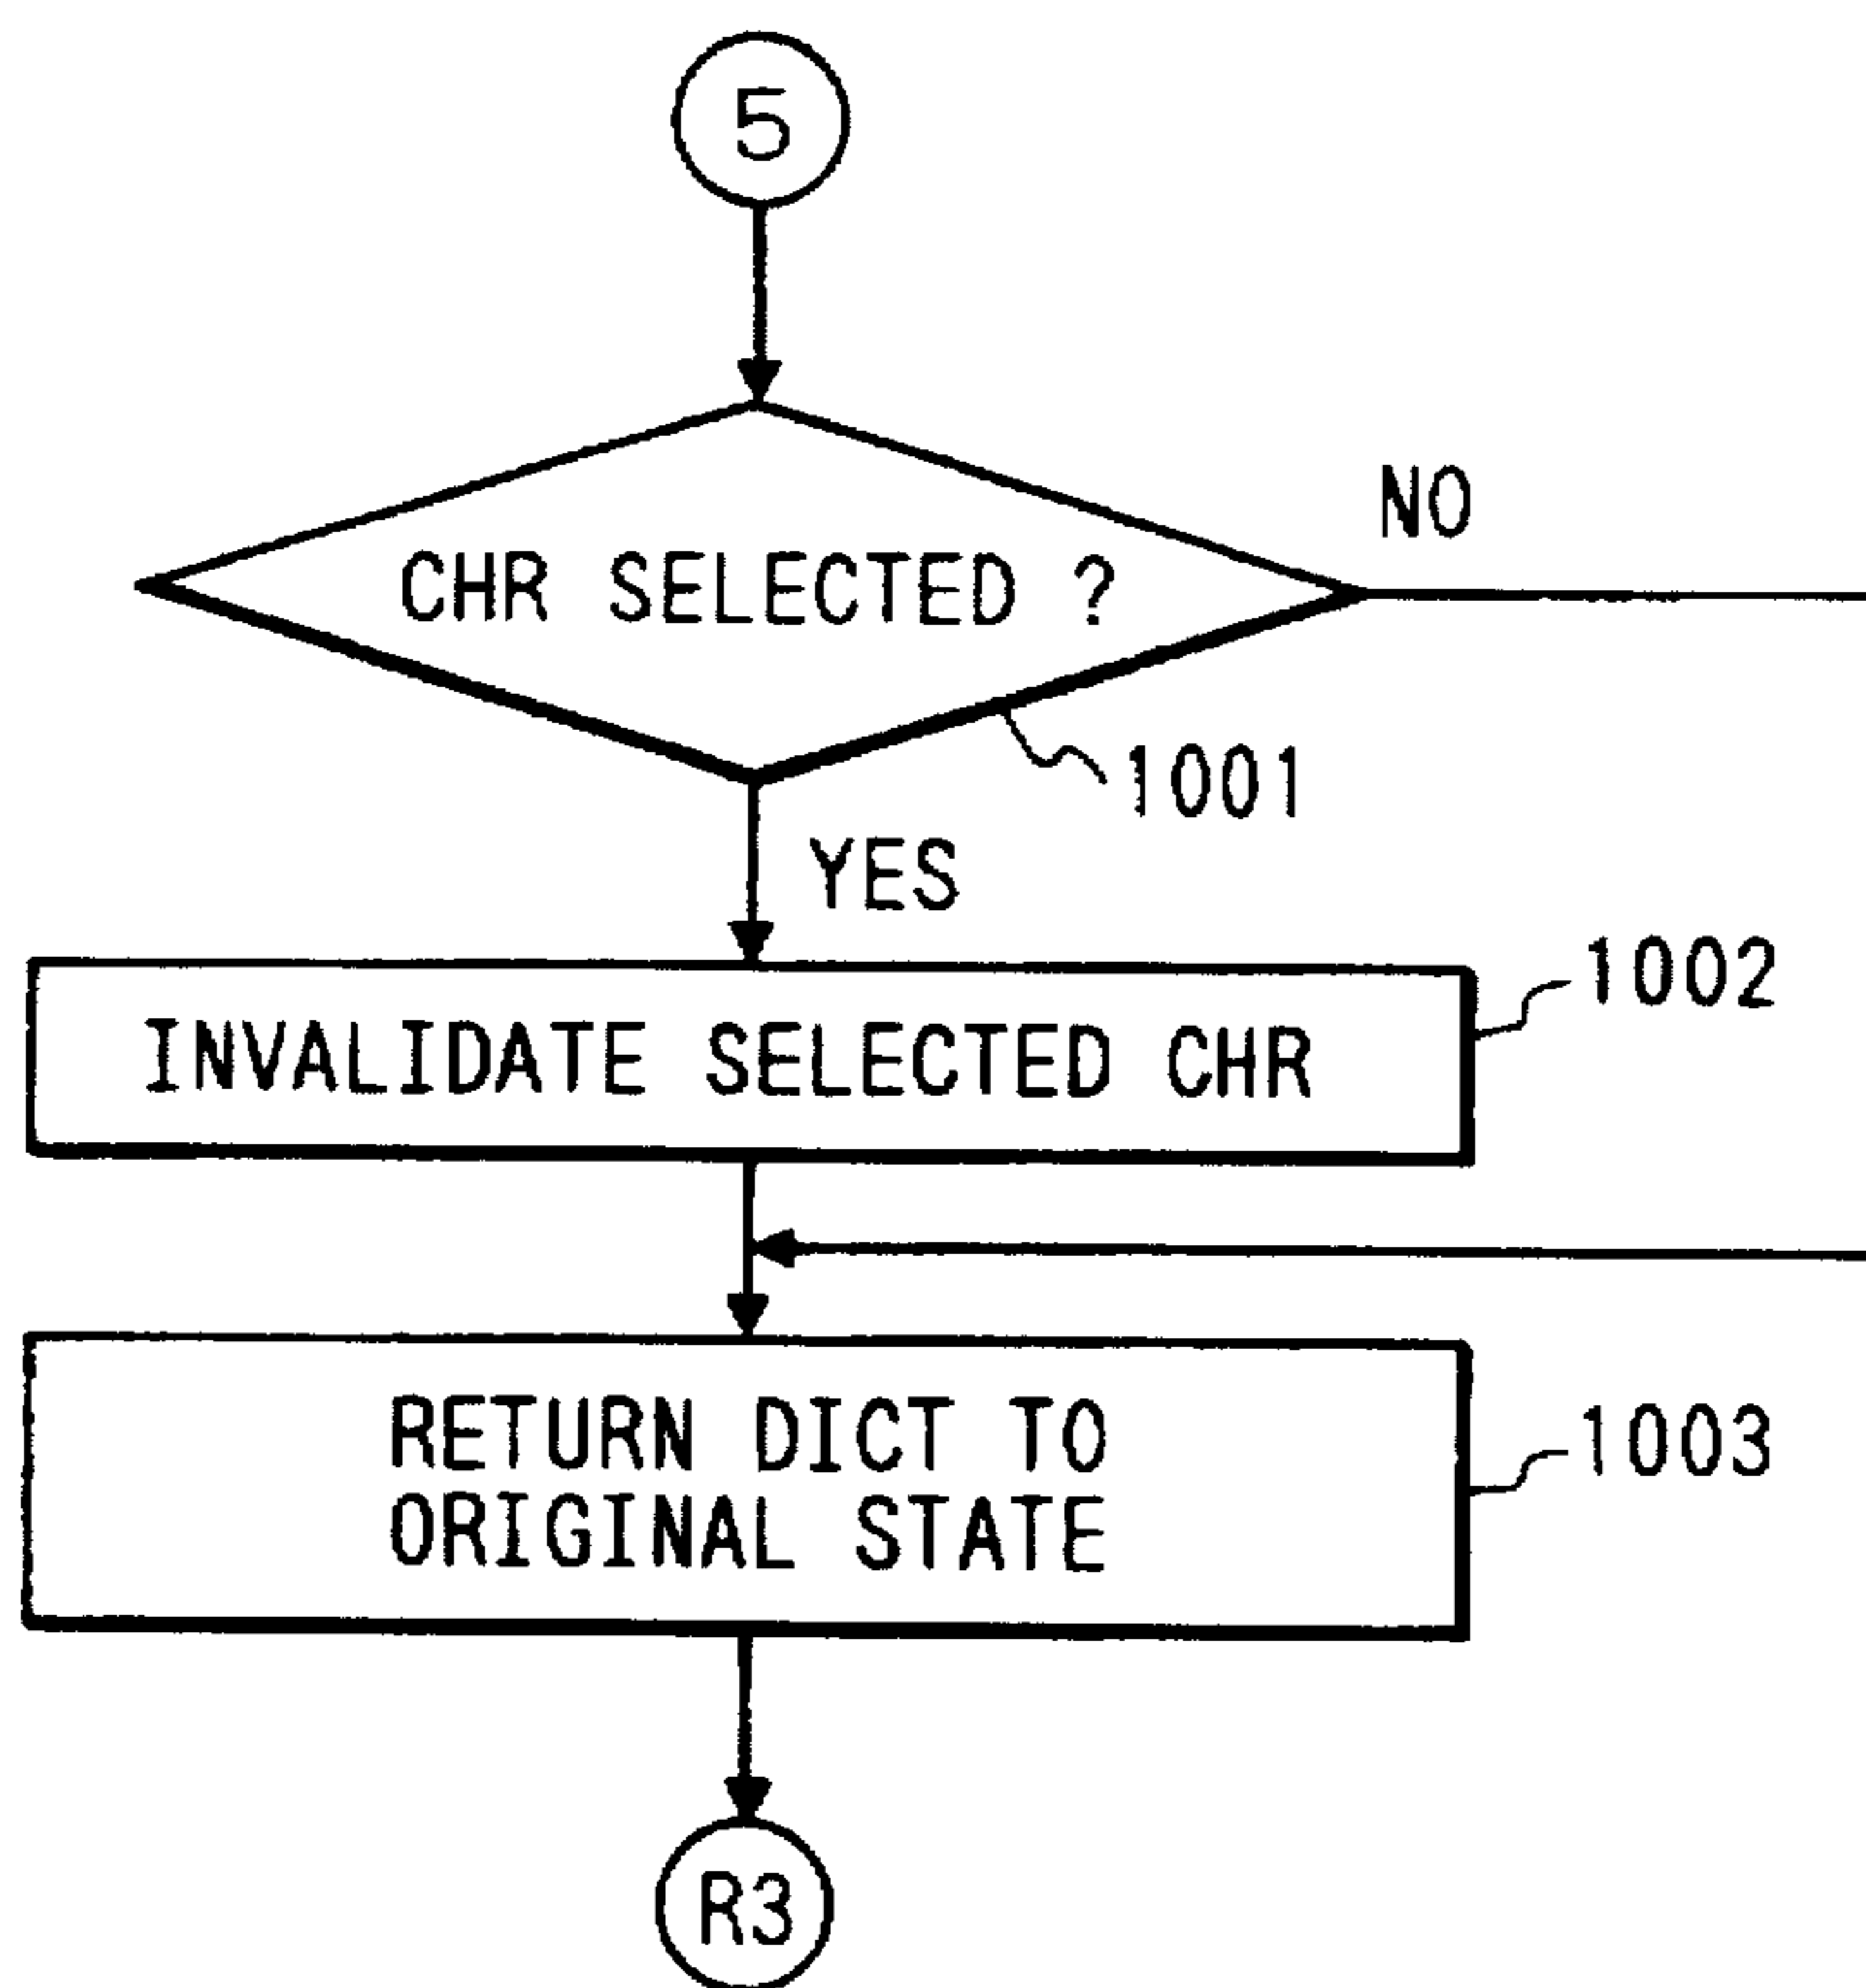 5
CHR SELECTED ?
NO
1001
YES
1002
INVALIDATE SELECTED CHR
RETURN DICT TO
ORIGINAL STATE
1003
R3